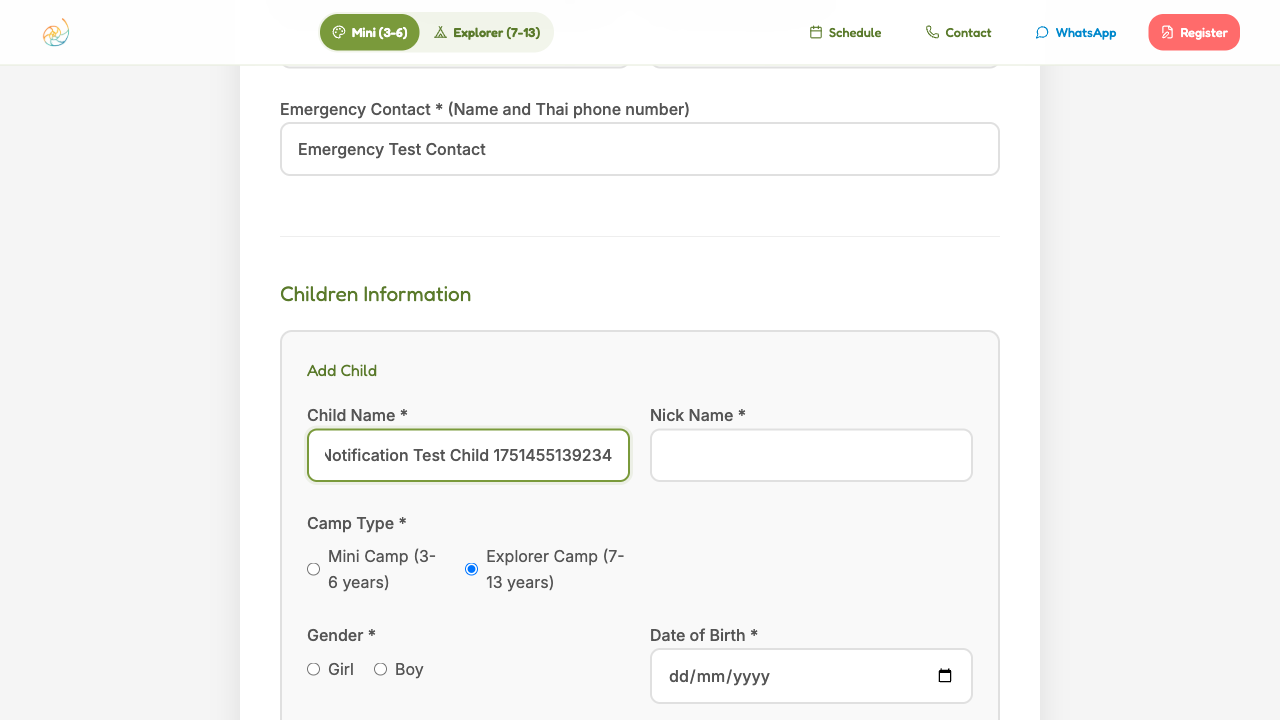 Mini (3-6) Explorer (7-13) Schedule Contact WhatsApp Register
Emergency Contact * (Name and Thai phone number)
Emergency Test Contact
Children Information
Add Child
Child Name * Nick Name *
Notification Test Child 1751455139234
Camp Type *
Mini Camp (3-
6 years)
Explorer Camp (7-
13 years)
Gender * Date of Birth *
Girl Boy dd/mm/yyyy